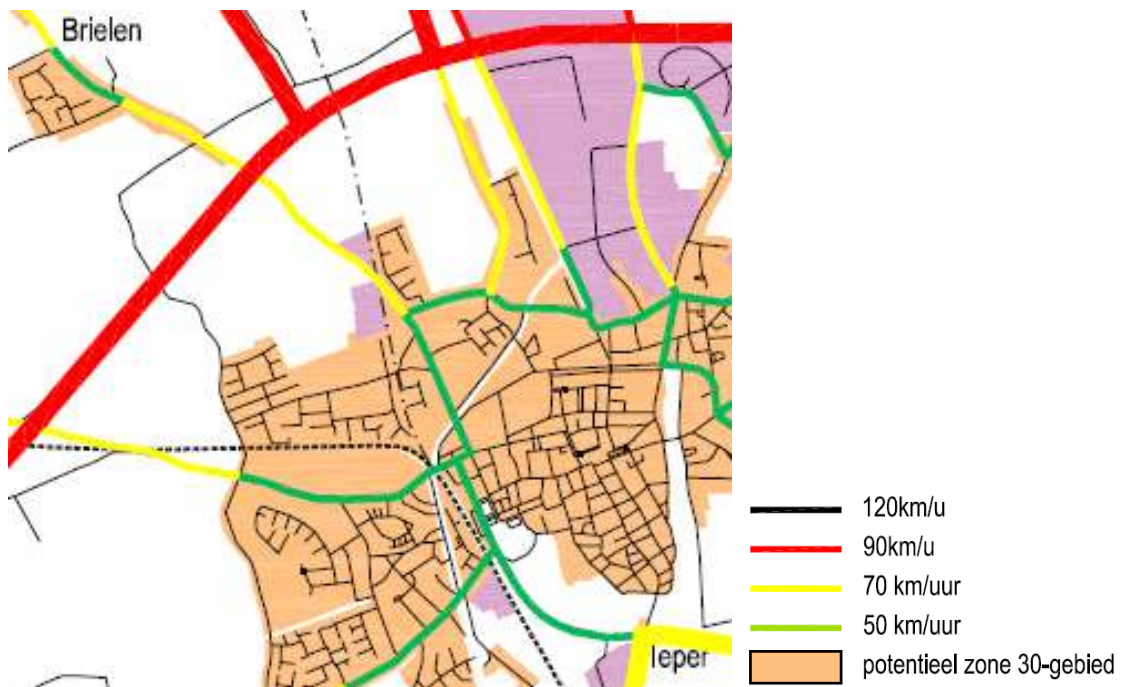 Brielen
Ieper
120km/u
90km/u
70 km/uur
50 km/uur
potentieel zone 30-gebied